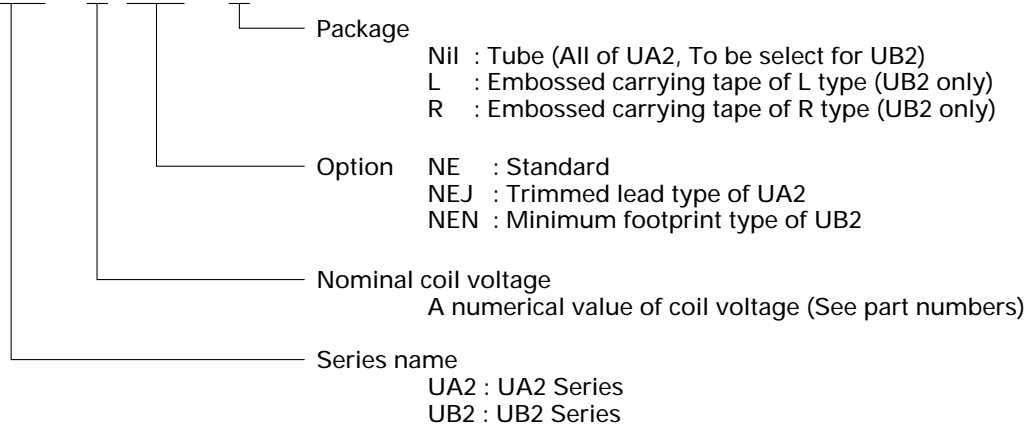 Package
Nil : Tube (All of UA2, To be select for UB2)
L : Embossed carrying tape of L type (UB2 only)
R : Embossed carrying tape of R type (UB2 only)
Option NE : Standard
NEJ : Trimmed lead type of UA2
NEN : Minimum footprint type of UB2
Nominal coil voltage
A numerical value of coil voltage (See part numbers)
Series name
UA2 : UA2 Series
UB2 : UB2 Series